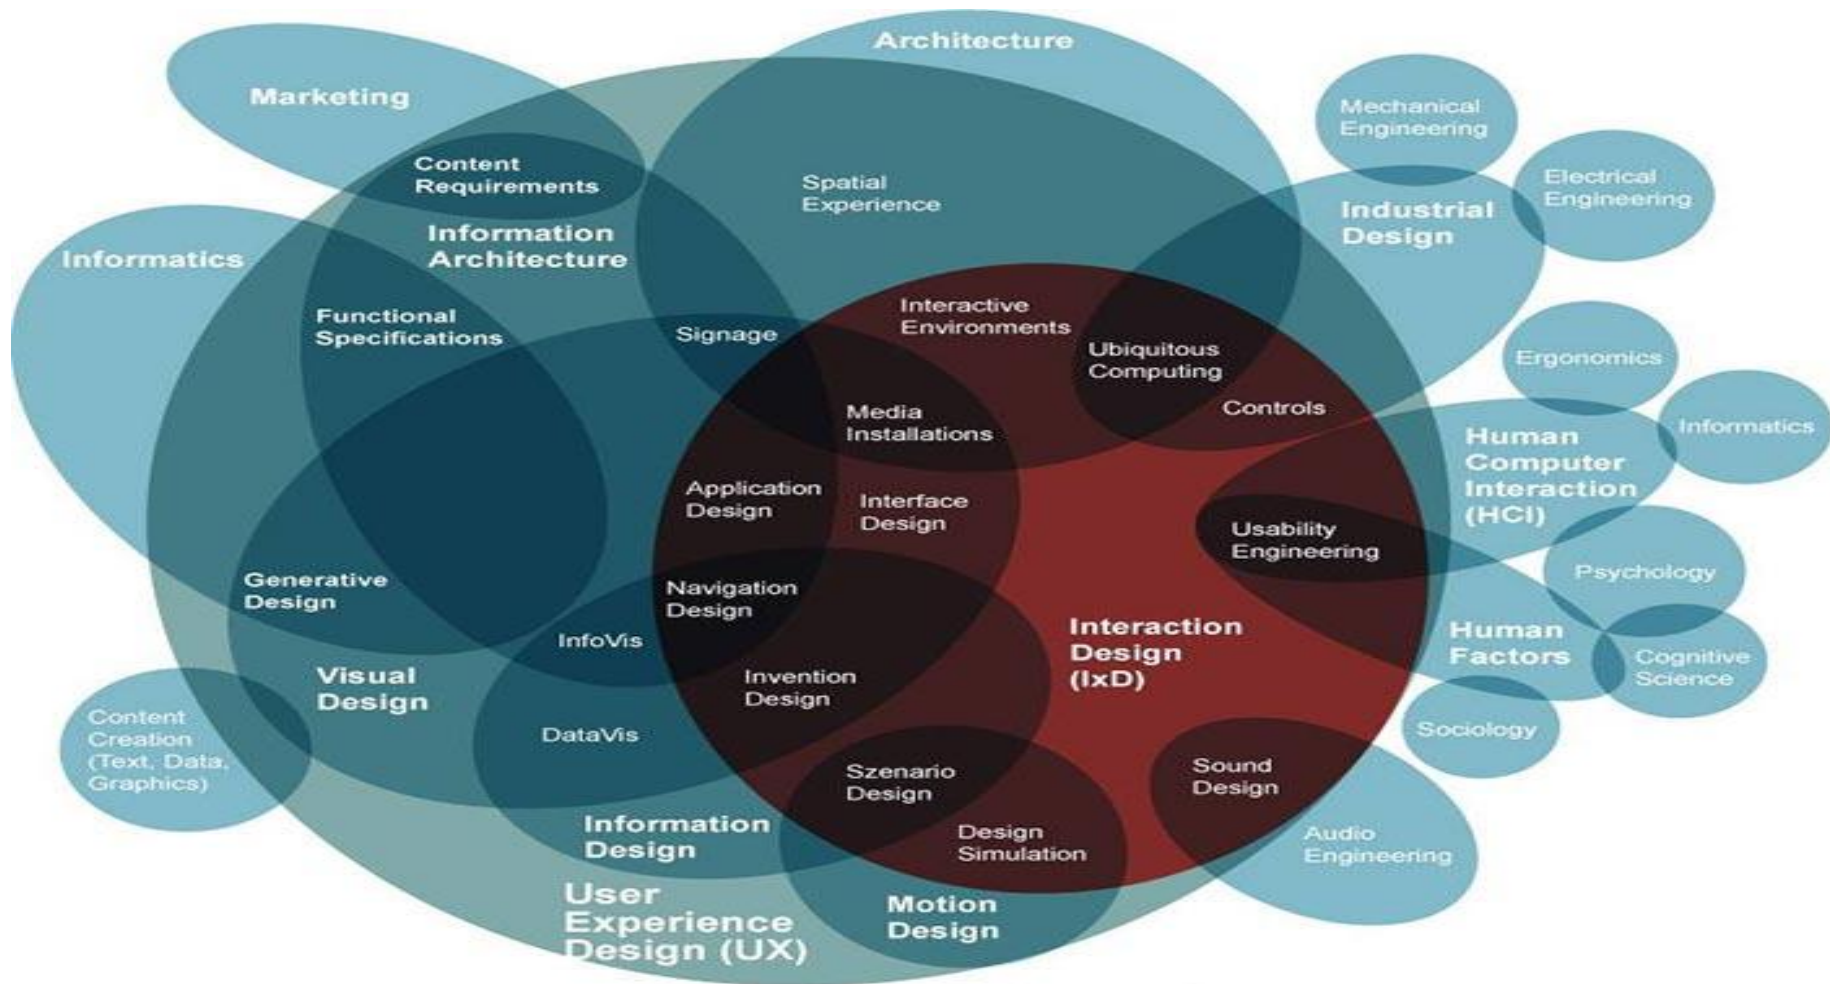 Architecture
Marketing
Mechanical
Engineering
Content
Requirements
Spatial
Experience
Electrical
Engineering
Industrial
Design
Information
Architecture
Informatics
Functional
Specifications
Signage
Interactive
Environments
Ubiquitous
Computing
Ergonomics
Controls
Media
Installations
Informatics
Human
Computer
Interaction
(HCI)
Application
Design
Interface
Design
Usability
Engineering
Generative
Design
Navigation
Design
Psychology
InfoVis
Interaction
Design
(IxD)
Human
Factors
Cognitive
Science
Visual
Design
Invention
Design
Content
Creation
(Text, Data,
Graphics)
DataVis
Sociology
Szenario
Design
Sound
Design
Information
Design
Design
Simulation
Audio
Engineering
User
Experience
Design (UX)
Motion
Design